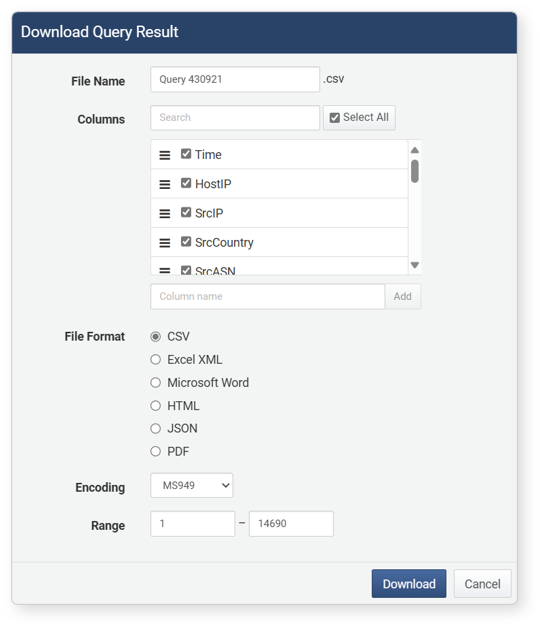 Download Query Result
File Name Query 430921 .csv
Columns Search Select All
Time
HostIP
SrcIP
SrcCountry
SrcASN
Column name Add
File Format CSV
Excel XML
Microsoft Word
HTML
JSON
PDF
Encoding MS949
Range 1 – 14690
Download Cancel